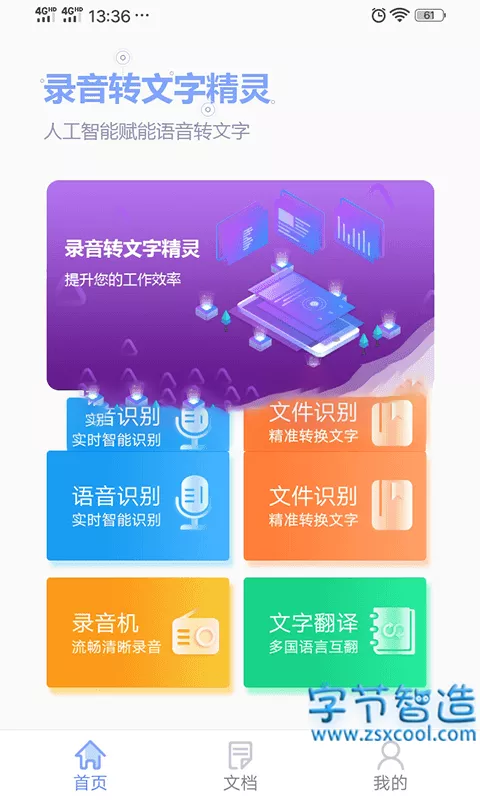 4G HD 4G HD 13:36 ··· 61
录音转文字精灵
人工智能赋能语音转文字
录音转文字精灵
提升您的工作效率
音识别
实时智能识别
文件识别
精准转换文字
语音识别
实时智能识别
文件识别
精准转换文字
录音机
流畅清晰录音
文字翻译
多国语言互翻
字节智造
www.zsxcool.com
首页
文档
我的